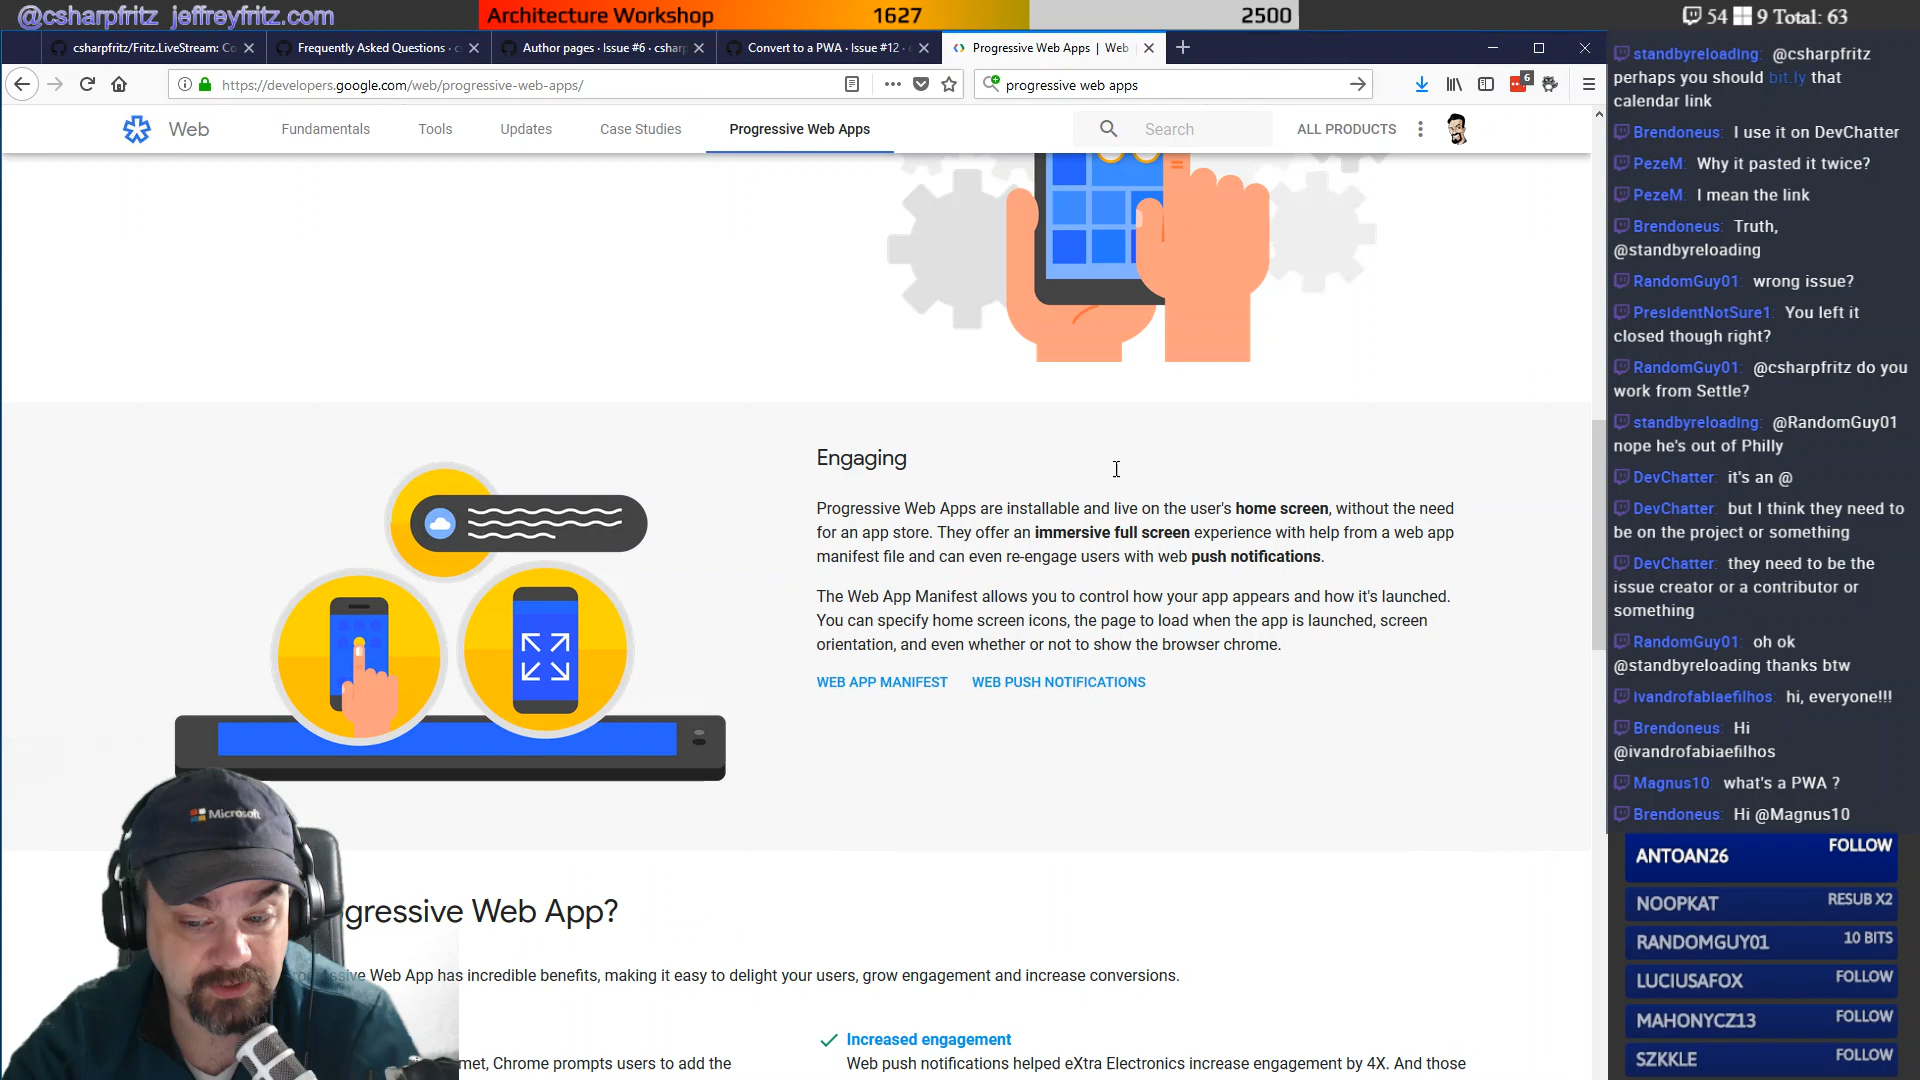 @csharpfritz jeffreyfritz.com
Architecture Workshop 1627 2500
54 9 Total: 63
csharpfritz/Fritz.LiveStream: Co
Frequently Asked Questions · c
Author pages · Issue #6 · cshar
Convert to a PWA · Issue #12 ·
Progressive Web Apps | Web
https://developers.google.com/web/progressive-web-apps/
progressive web apps
6
Web
Fundamentals
Tools
Updates
Case Studies
Progressive Web Apps
Search
ALL PRODUCTS
Engaging
Progressive Web Apps are installable and live on the user's home screen, without the need
for an app store. They offer an immersive full screen experience with help from a web app
manifest file and can even re-engage users with web push notifications.
The Web App Manifest allows you to control how your app appears and how it's launched.
You can specify home screen icons, the page to load when the app is launched, screen
orientation, and even whether or not to show the browser chrome.
WEB APP MANIFEST WEB PUSH NOTIFICATIONS
gressive Web App?
Web App has incredible benefits, making it easy to delight your users, grow engagement and increase conversions.
met, Chrome prompts users to add the
Increased engagement
Web push notifications helped eXtra Electronics increase engagement by 4X. And those
Microsoft
standbyreloading: @csharpfritz
perhaps you should bit.ly that
calendar link
Brendoneus: I use it on DevChatter
PezeM: Why it pasted it twice?
PezeM: I mean the link
Brendoneus: Truth,
@standbyreloading
RandomGuy01: wrong issue?
PresidentNotSure1: You left it
closed though right?
RandomGuy01: @csharpfritz do you
work from Settle?
standbyreloading: @RandomGuy01
nope he's out of Philly
DevChatter: it's an @
DevChatter: but I think they need to
be on the project or something
DevChatter: they need to be the
issue creator or a contributor or
something
RandomGuy01: oh ok
@standbyreloading thanks btw
ivandrofabiaefilhos: hi, everyone!!!
Brendoneus: Hi
@ivandrofabiaefilhos
Magnus10: what's a PWA ?
Brendoneus: Hi @Magnus10
ANTOAN26 FOLLOW
NOOPKAT RESUB X2
RANDOMGUY01 10 BITS
LUCIUSAFOX FOLLOW
MAHONYCZ13 FOLLOW
SZKKLE FOLLOW